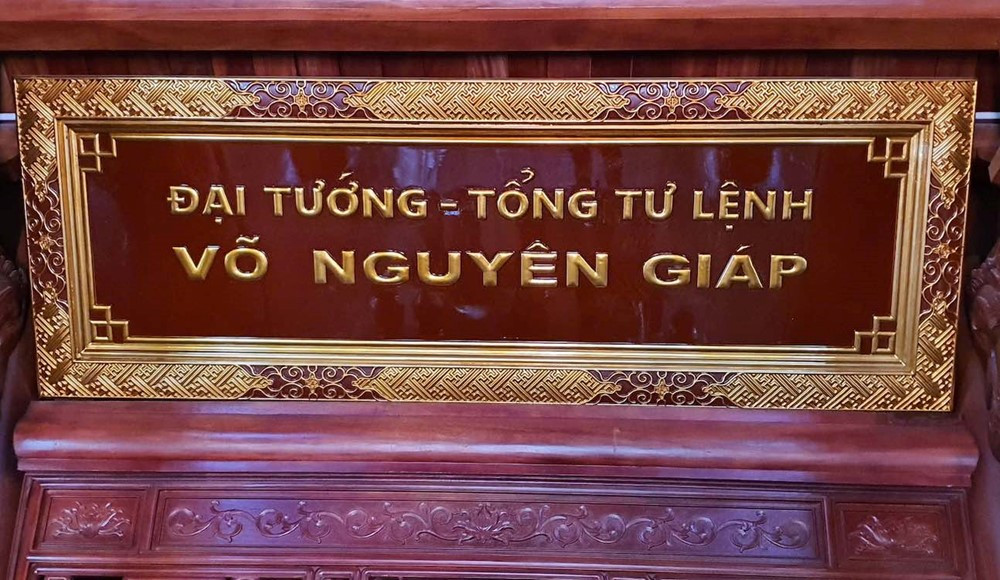 ĐẠI TƯỚNG - TỔNG TƯ LỆNH
VÕ NGUYÊN GIÁP